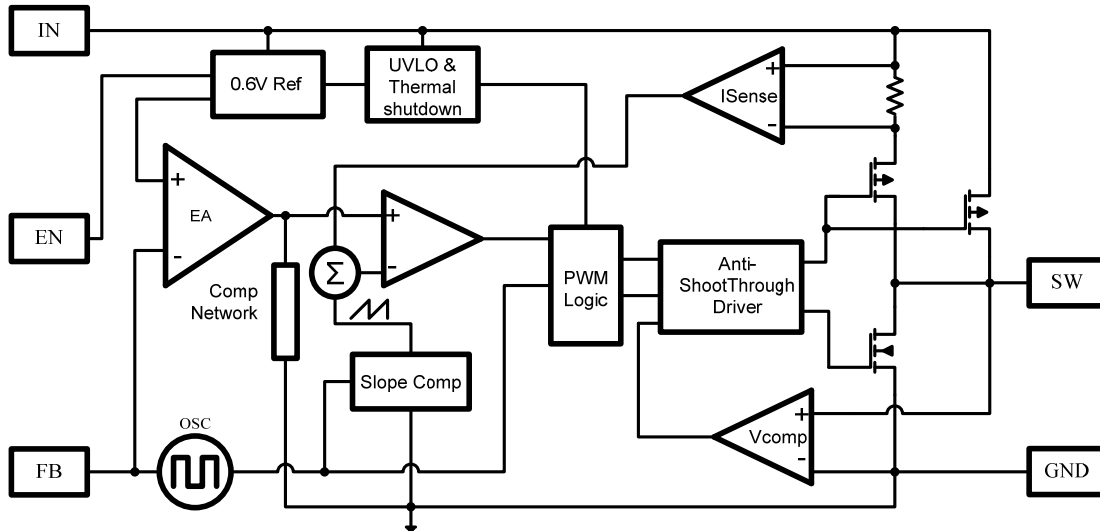 IN
0.6V Ref
UVLO &
Thermal
shutdown
+
ISense
-
+
EA
-
EN
+
-
Σ
Comp
Network
PWM
Logic
Anti-
ShootThrough
Driver
SW
Slope Comp
OSC
FB
+
Vcomp
-
GND